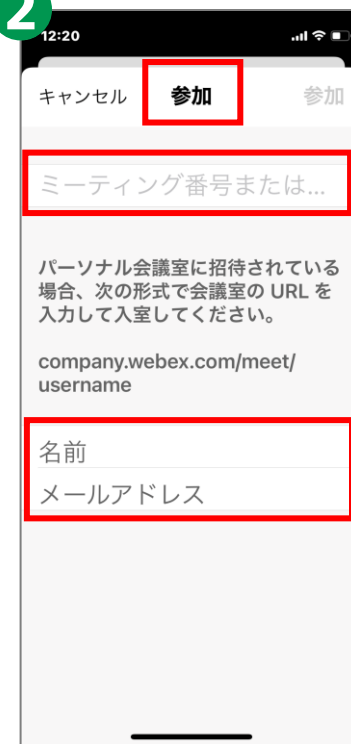 2
12:20
キャンセル 参加 参加
ミーティング番号または...
パーソナル会議室に招待されている
場合、次の形式で会議室の URL を
入力して入室してください。
company.webex.com/meet/
username
名前
メールアドレス